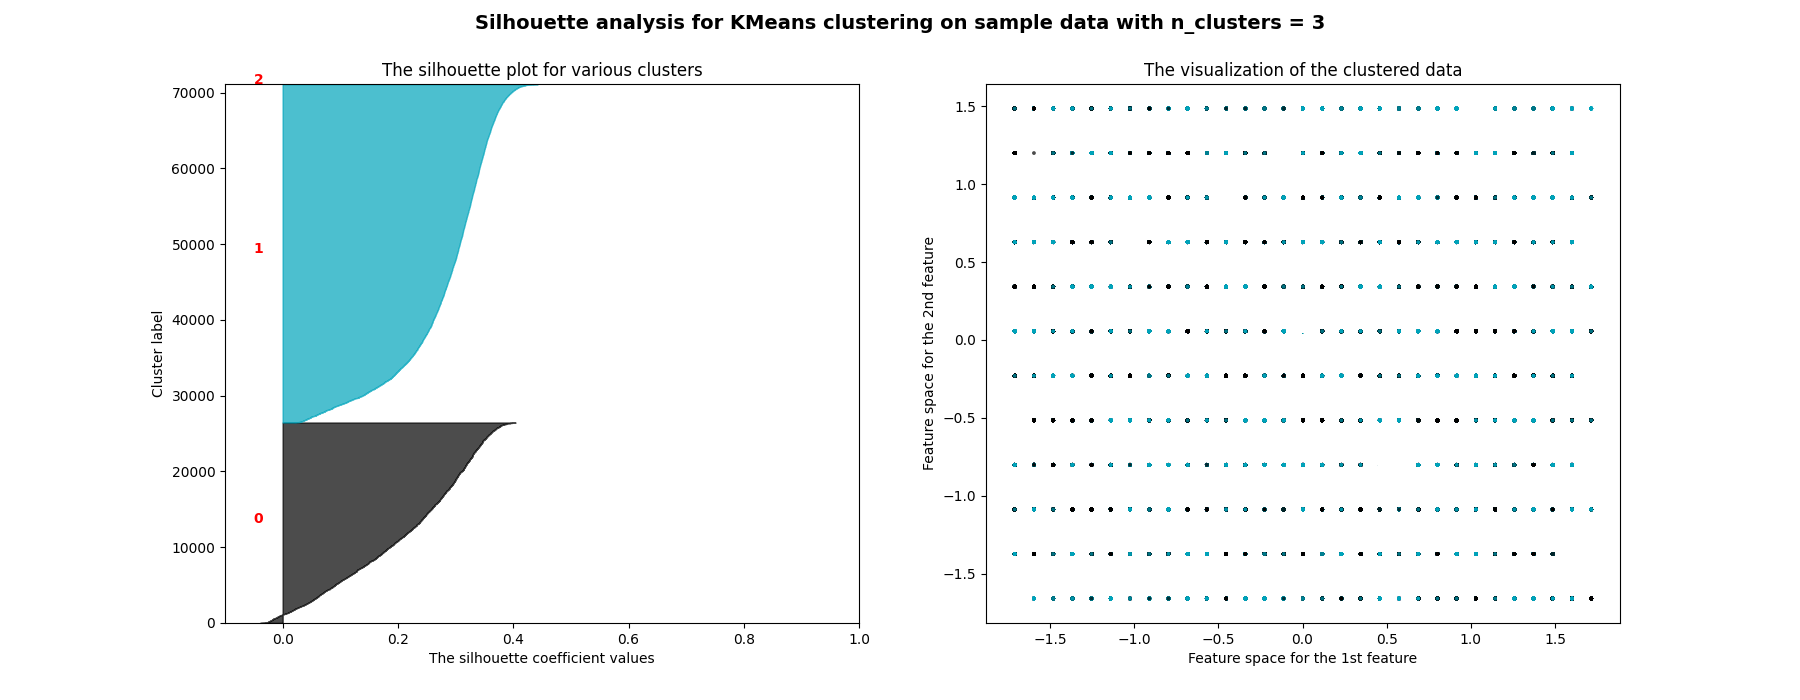 Silhouette analysis for KMeans clustering on sample data with n_clusters = 3
The silhouette plot for various clusters
2
1
0
70000
60000
50000
40000
30000
20000
10000
0
Cluster label
0.0 0.2 0.4 0.6 0.8 1.0
The silhouette coefficient values
The visualization of the clustered data
1.5
1.0
0.5
0.0
−0.5
−1.0
−1.5
Feature space for the 2nd feature
−1.5 −1.0 −0.5 0.0 0.5 1.0 1.5
Feature space for the 1st feature